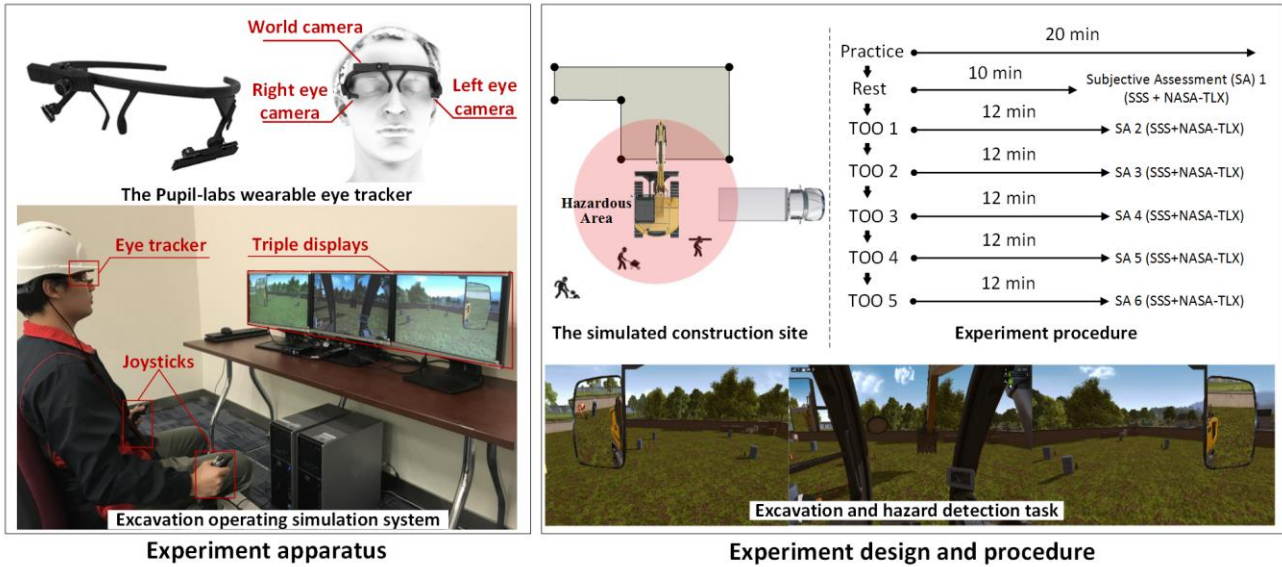 World camera
Right eye
camera
Left eye
camera
The Pupil-labs wearable eye tracker
Eye tracker
Triple displays
Joysticks
Excavation operating simulation system
Experiment apparatus
Hazardous
Area
The simulated construction site
Practice
20 min
Rest
10 min
Subjective Assessment (SA) 1
(SSS + NASA-TLX)
TOO 1
12 min
SA 2 (SSS+NASA-TLX)
TOO 2
12 min
SA 3 (SSS+NASA-TLX)
TOO 3
12 min
SA 4 (SSS+NASA-TLX)
TOO 4
12 min
SA 5 (SSS+NASA-TLX)
TOO 5
12 min
SA 6 (SSS+NASA-TLX)
Experiment procedure
Excavation and hazard detection task
Experiment design and procedure